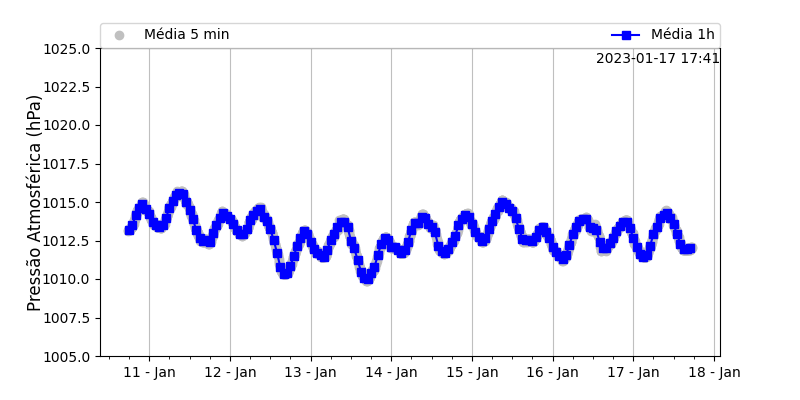 Média 5 min
Média 1h
2023-01-17 17:41
Pressão Atmosférica (hPa)
1025.0
1022.5
1020.0
1017.5
1015.0
1012.5
1010.0
1007.5
1005.0
11 - Jan
12 - Jan
13 - Jan
14 - Jan
15 - Jan
16 - Jan
17 - Jan
18 - Jan